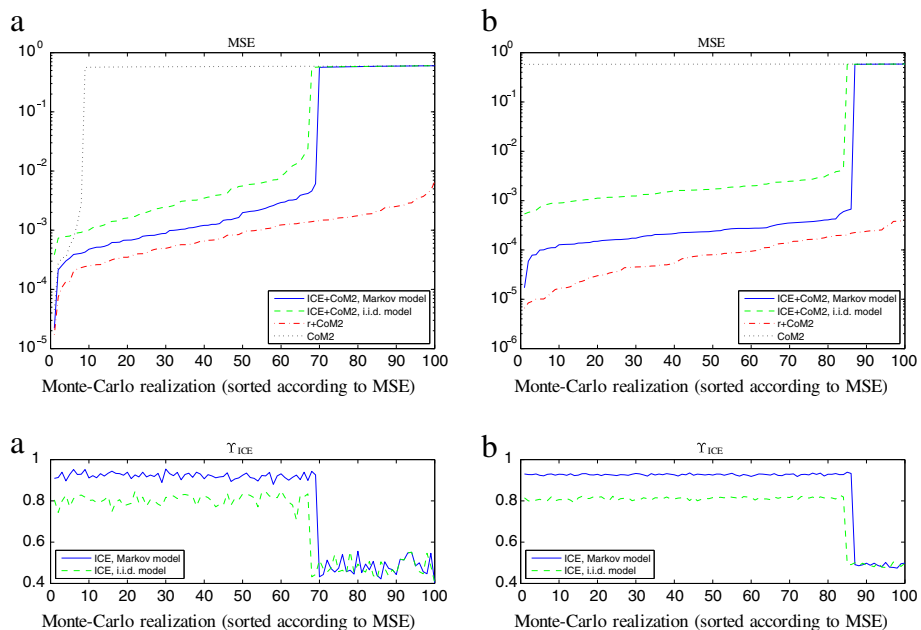 a
MSE
10^0
10^-1
10^-2
10^-3
10^-4
10^-5
0 10 20 30 40 50 60 70 80 90 100
ICE+CoM2, Markov model
ICE+CoM2, i.i.d. model
r+CoM2
CoM2
Monte-Carlo realization (sorted according to MSE)
b
MSE
10^0
10^-1
10^-2
10^-3
10^-4
10^-5
10^-6
0 10 20 30 40 50 60 70 80 90 100
ICE+CoM2, Markov model
ICE+CoM2, i.i.d. model
r+CoM2
CoM2
Monte-Carlo realization (sorted according to MSE)
a
ϒ_ICE
1
0.8
0.6
0.4
ICE, Markov model
ICE, i.i.d. model
0 10 20 30 40 50 60 70 80 90 100
Monte-Carlo realization (sorted according to MSE)
b
ϒ_ICE
1
0.8
0.6
0.4
ICE, Markov model
ICE, i.i.d. model
0 10 20 30 40 50 60 70 80 90 100
Monte-Carlo realization (sorted according to MSE)